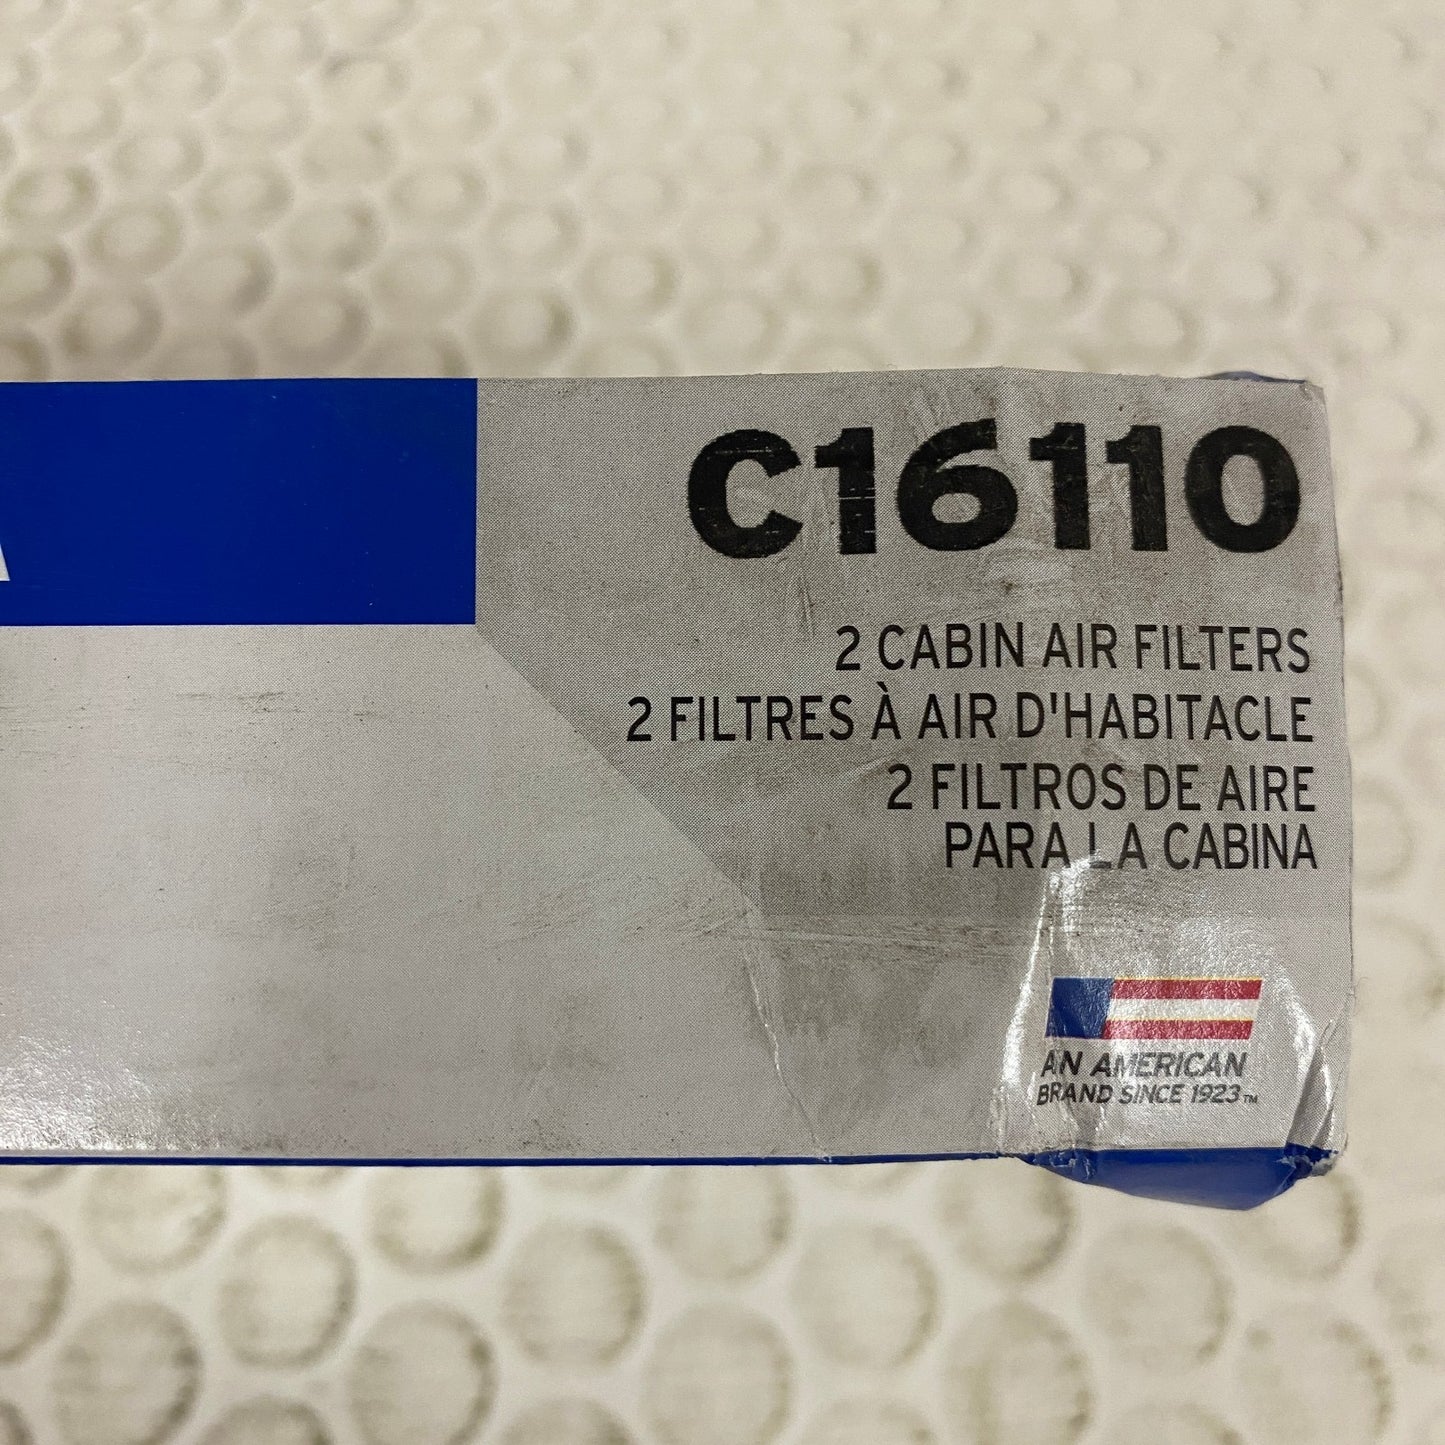 C16110
2 CABIN AIR FILTERS
2 FILTRES À AIR D'HABITACLE
2 FILTROS DE AIRE
PARA LA CABINA
AN AMERICAN
BRAND SINCE 1923™